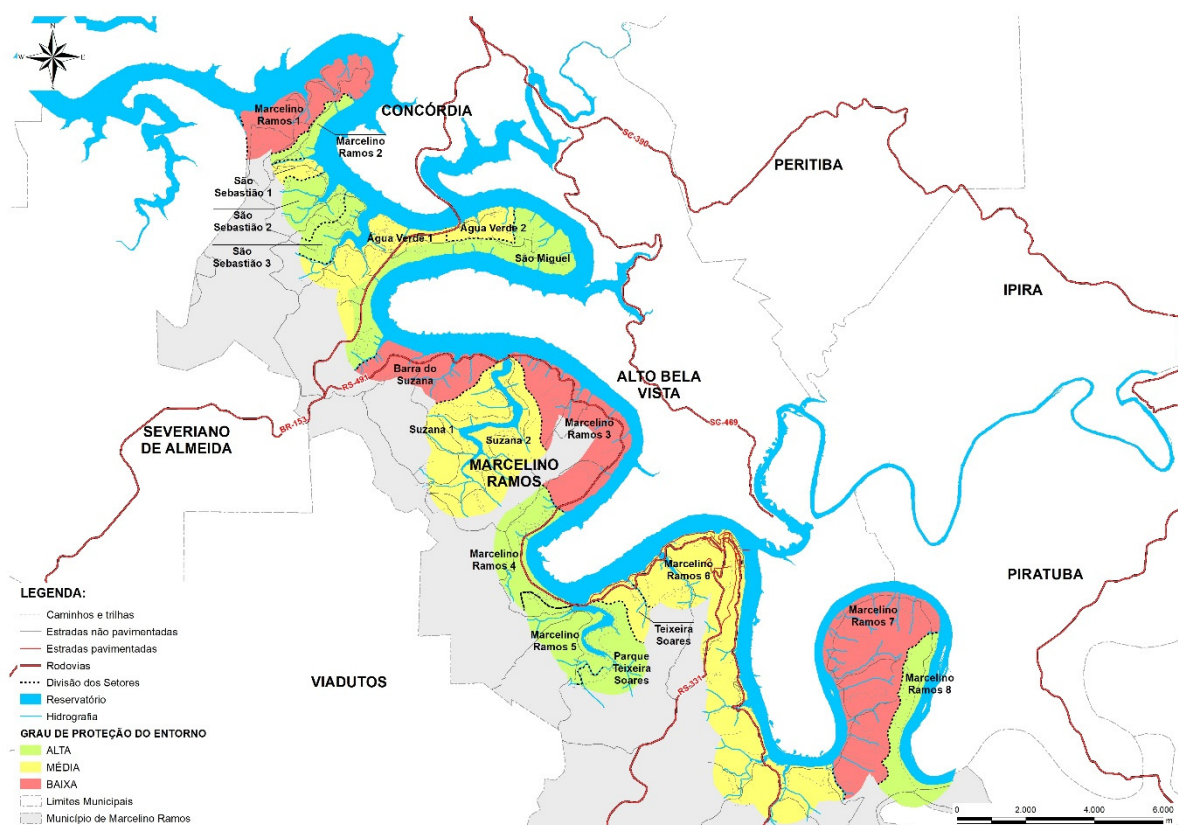 N
W
E
S
CONCÓRDIA
Marcelino
Ramos 1
Marcelino
Ramos 2
SC-390
PERITIBA
São
Sebastião 1
São
Sebastião 2
São
Sebastião 3
Água Verde 1
Água Verde 2
São Miguel
IPIRA
RS-491
Barra do
Suzana
ALTO BELA
VISTA
SC-469
BR-153
SEVERIANO
DE ALMEIDA
Suzana 1
Suzana 2
Marcelino
Ramos 3
MARCELINO
RAMOS
Marcelino
Ramos 4
Marcelino
Ramos 6
PIRATUBA
Marcelino
Ramos 7
Marcelino
Ramos 5
Teixeira
Soares
Parque
Teixeira
Soares
RS-331
Marcelino
Ramos 8
VIADUTOS
LEGENDA:
Caminhos e trilhas
Estradas não pavimentadas
Estradas pavimentadas
Rodovias
Divisão dos Setores
Reservatório
Hidrografia
GRAU DE PROTEÇÃO DO ENTORNO
ALTA
MÉDIA
BAIXA
Limites Municipais
Município de Marcelino Ramos
0 2.000 4.000 6.000
m